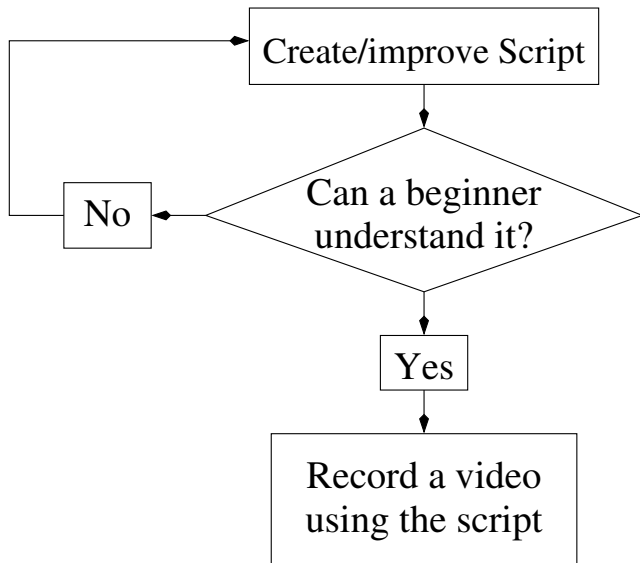 Create/improve Script
Can a beginner
understand it?
No
Yes
Record a video
using the script